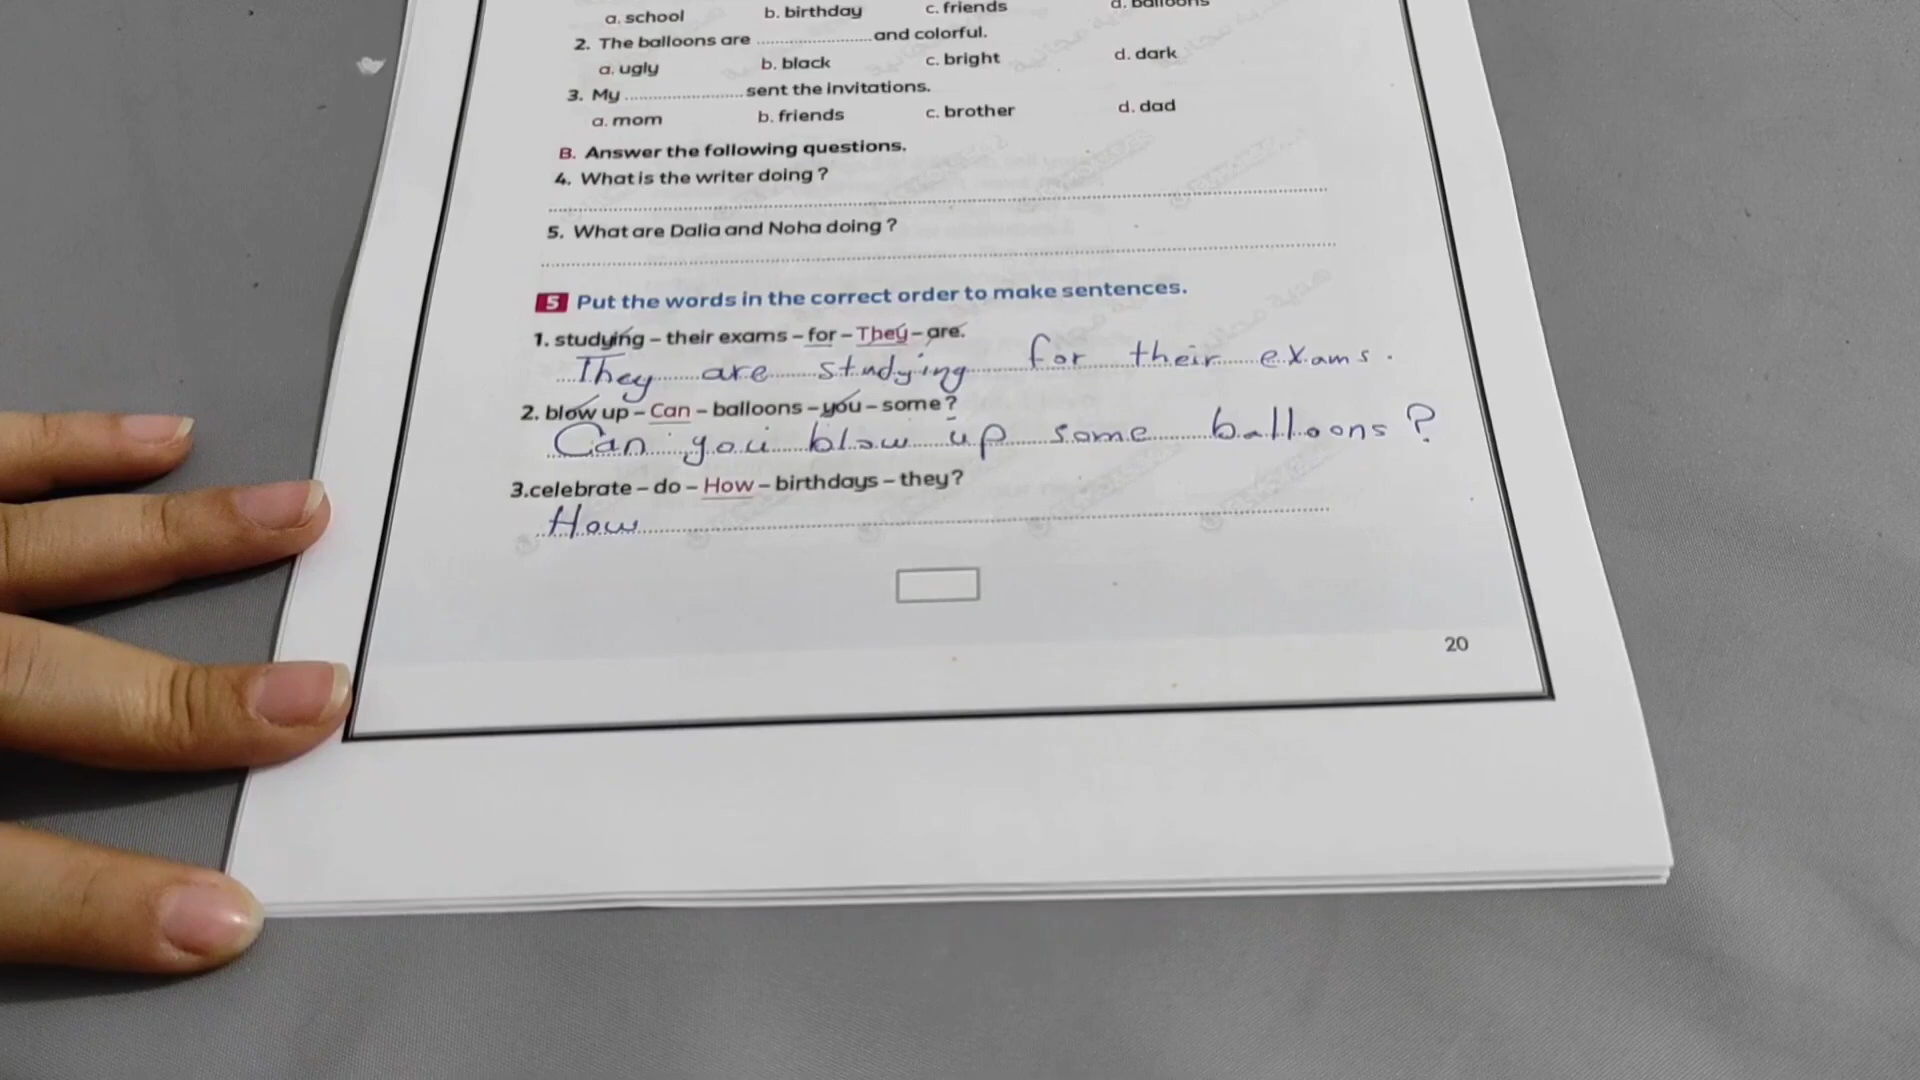 a. school b. birthday c. friends d. balloons
2. The balloons are ........................ and colorful.
a. ugly b. black c. bright d. dark
3. My ........................ sent the invitations.
a. mom b. friends c. brother d. dad
B. Answer the following questions.
4. What is the writer doing ?
5. What are Dalia and Noha doing ?
5 Put the words in the correct order to make sentences.
1. studying – their exams – for – They – are.
They are studying for their exams.
2. blow up – Can – balloons – you – some ?
Can you blow up some balloons ?
3.celebrate – do – How – birthdays – they?
How
20